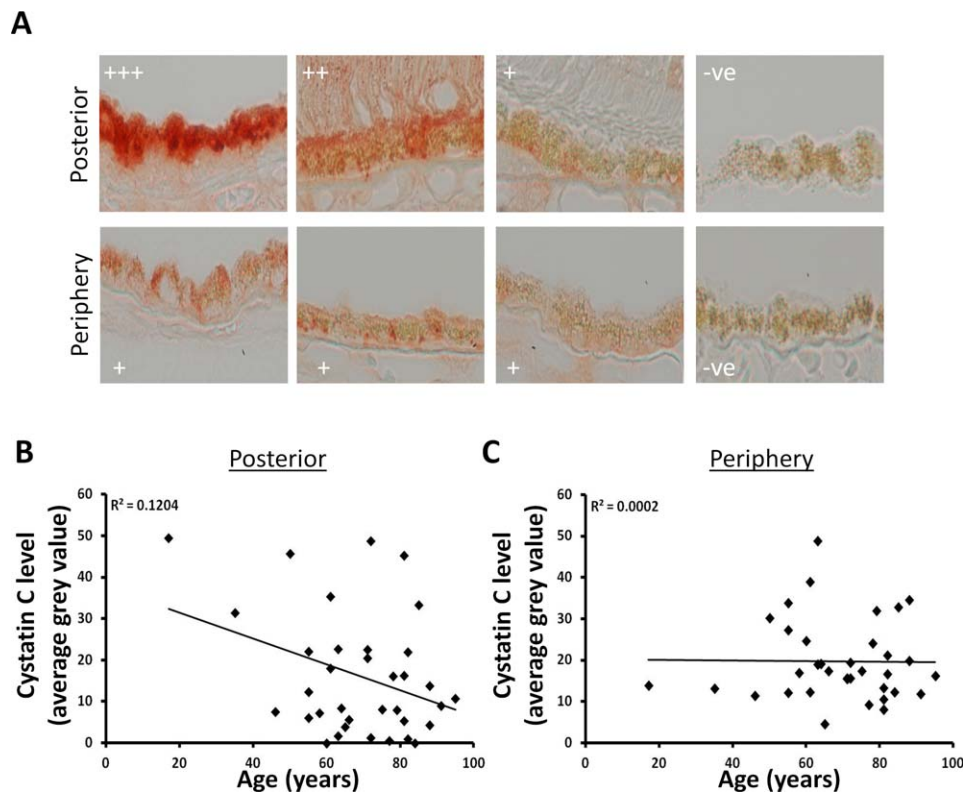 A
+++ ++ + -ve
Posterior
Periphery
+ + + -ve
B
Posterior
R² = 0.1204
Cystatin C level
(average grey value)
60
50
40
30
20
10
0
0 20 40 60 80 100
Age (years)
C
Periphery
R² = 0.0002
Cystatin C level
(average grey value)
60
50
40
30
20
10
0
0 20 40 60 80 100
Age (years)